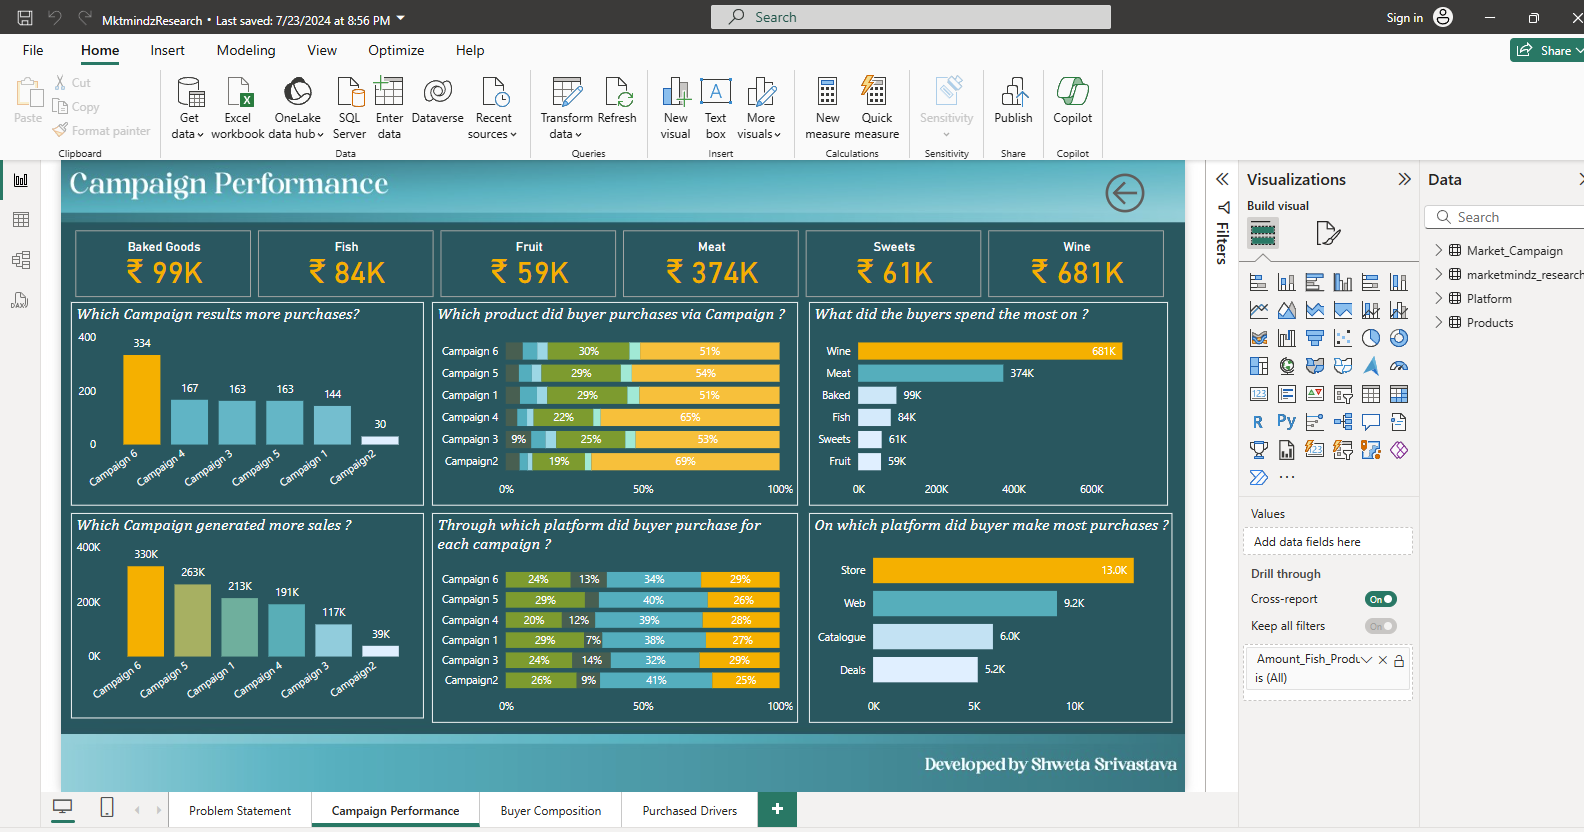 MktmindzResearch • Last saved: 7/23/2024 at 8:56 PM
Search
Sign in
File
Home
Insert
Modeling
View
Optimize
Help
Share
Paste
Cut
Copy
Format painter
Clipboard
Get data
Excel workbook
OneLake data hub
SQL Server
Enter data
Dataverse
Recent sources
Data
Transform data
Refresh
Queries
New visual
Text box
More visuals
Insert
New measure
Quick measure
Calculations
Sensitivity
Sensitivity
Publish
Share
Copilot
Copilot
Campaign Performance
Baked Goods
₹ 99K
Fish
₹ 84K
Fruit
₹ 59K
Meat
₹ 374K
Sweets
₹ 61K
Wine
₹ 681K
Which Campaign results more purchases?
400
200
0
334
167
163
163
144
30
Campaign 6
Campaign 4
Campaign 3
Campaign 5
Campaign 1
Campaign2
Which product did buyer purchases via Campaign ?
Campaign 6 30% 51%
Campaign 5 29% 54%
Campaign 1 29% 51%
Campaign 4 22% 65%
Campaign 3 9% 25% 53%
Campaign2 19% 69%
0% 50% 100%
What did the buyers spend the most on ?
Wine 681K
Meat 374K
Baked 99K
Fish 84K
Sweets 61K
Fruit 59K
0K 200K 400K 600K
Which Campaign generated more sales ?
400K
200K
0K
330K
263K
213K
191K
117K
39K
Campaign 6
Campaign 5
Campaign 1
Campaign 4
Campaign 3
Campaign2
Through which platform did buyer purchase for
each campaign ?
Campaign 6 24% 13% 34% 29%
Campaign 5 29% 40% 26%
Campaign 4 20% 12% 39% 28%
Campaign 1 29% 7% 38% 27%
Campaign 3 24% 14% 32% 29%
Campaign2 26% 9% 41% 25%
0% 50% 100%
On which platform did buyer make most purchases ?
Store 13.0K
Web 9.2K
Catalogue 6.0K
Deals 5.2K
0K 5K 10K
Developed by Shweta Srivastava
Filters
Visualizations
Build visual
123
R
Py
123
Values
Add data fields here
Drill through
Cross-report
On
Keep all filters
On
Amount_Fish_Produ
is (All)
Data
Search
Market_Campaign
marketmindz_research
Platform
Products
DAX
Problem Statement
Campaign Performance
Buyer Composition
Purchased Drivers
+